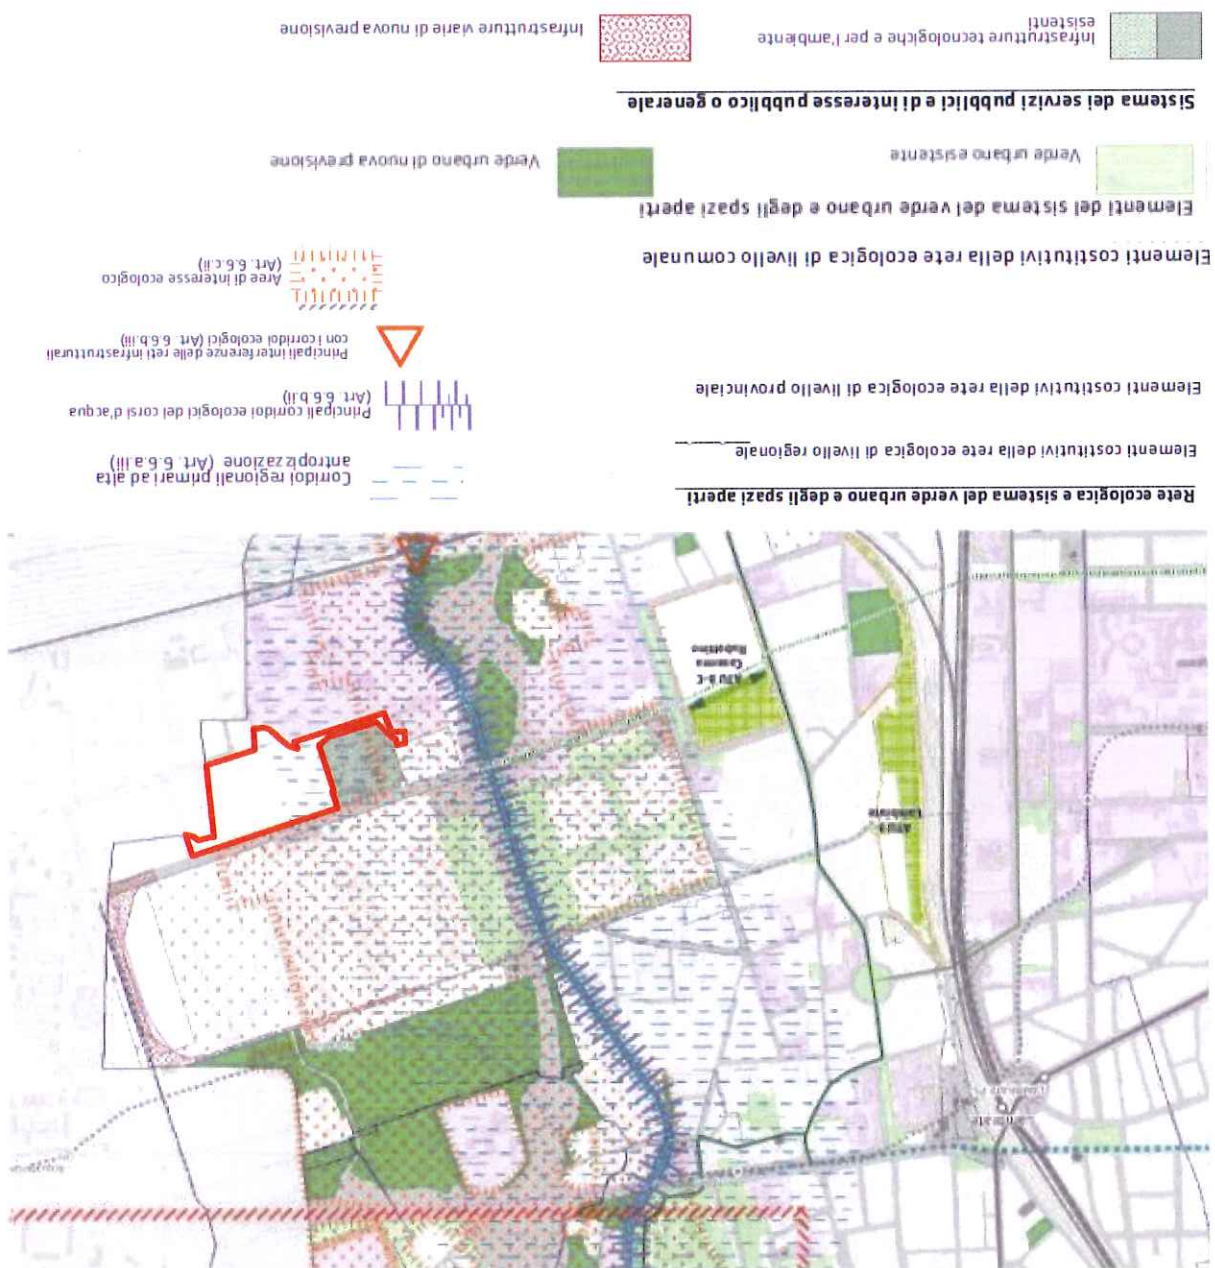 Lambrate
ATU 8-C
Caserma
Rubattino
Rete ecologica e sistema del verde urbano e degli spazi aperti
Elementi costitutivi della rete ecologica di livello regionale
Corridoi regionali primari ad alta
antropizzazione (Art. 6.6.a.iii)
Elementi costitutivi della rete ecologica di livello provinciale
Principali corridoi ecologici dei corsi d'acqua
(Art. 6.6.b.ii)
Principali interferenze delle reti infrastrutturali
con i corridoi ecologici (Art. 6.6.b.iii)
Elementi costitutivi della rete ecologica di livello comunale
Aree di interesse ecologico
(Art. 6.6.c.ii)
Elementi del sistema del verde urbano e degli spazi aperti
Verde urbano esistente
Verde urbano di nuova previsione
Sistema dei servizi pubblici e di interesse pubblico o generale
Infrastrutture tecnologiche e per l'ambiente
esistenti
Infrastrutture viarie di nuova previsione